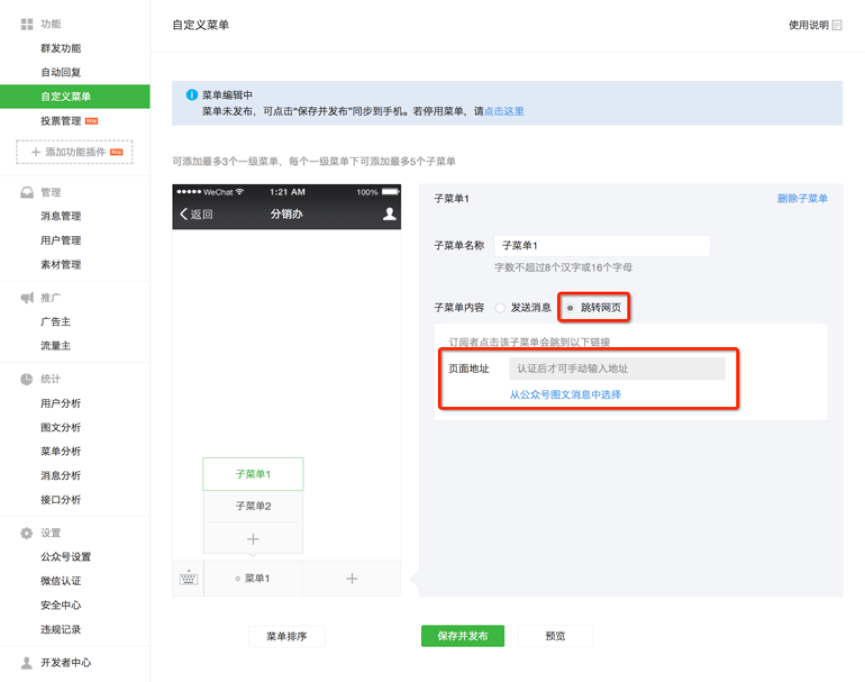 功能
群发功能
自动回复
自定义菜单
投票管理
添加功能插件
管理
消息管理
用户管理
素材管理
推广
广告主
流量主
统计
用户分析
图文分析
菜单分析
消息分析
接口分析
设置
公众号设置
微信认证
安全中心
违规记录
开发者中心
自定义菜单
使用说明
菜单编辑中
菜单未发布，可点击“保存并发布”同步到手机。若停用菜单，请点击这里
可添加最多3个一级菜单，每个一级菜单下可添加最多5个子菜单
WeChat 1:21 AM 100%
返回 分销办
子菜单1
子菜单2
菜单1
子菜单1 删除子菜单
子菜单名称 子菜单1
字数不超过8个汉字或16个字母
子菜单内容 发送消息 跳转网页
订阅者点击该子菜单会跳到以下链接
页面地址 认证后才可手动输入地址
从公众号图文消息中选择
菜单排序 保存并发布 预览